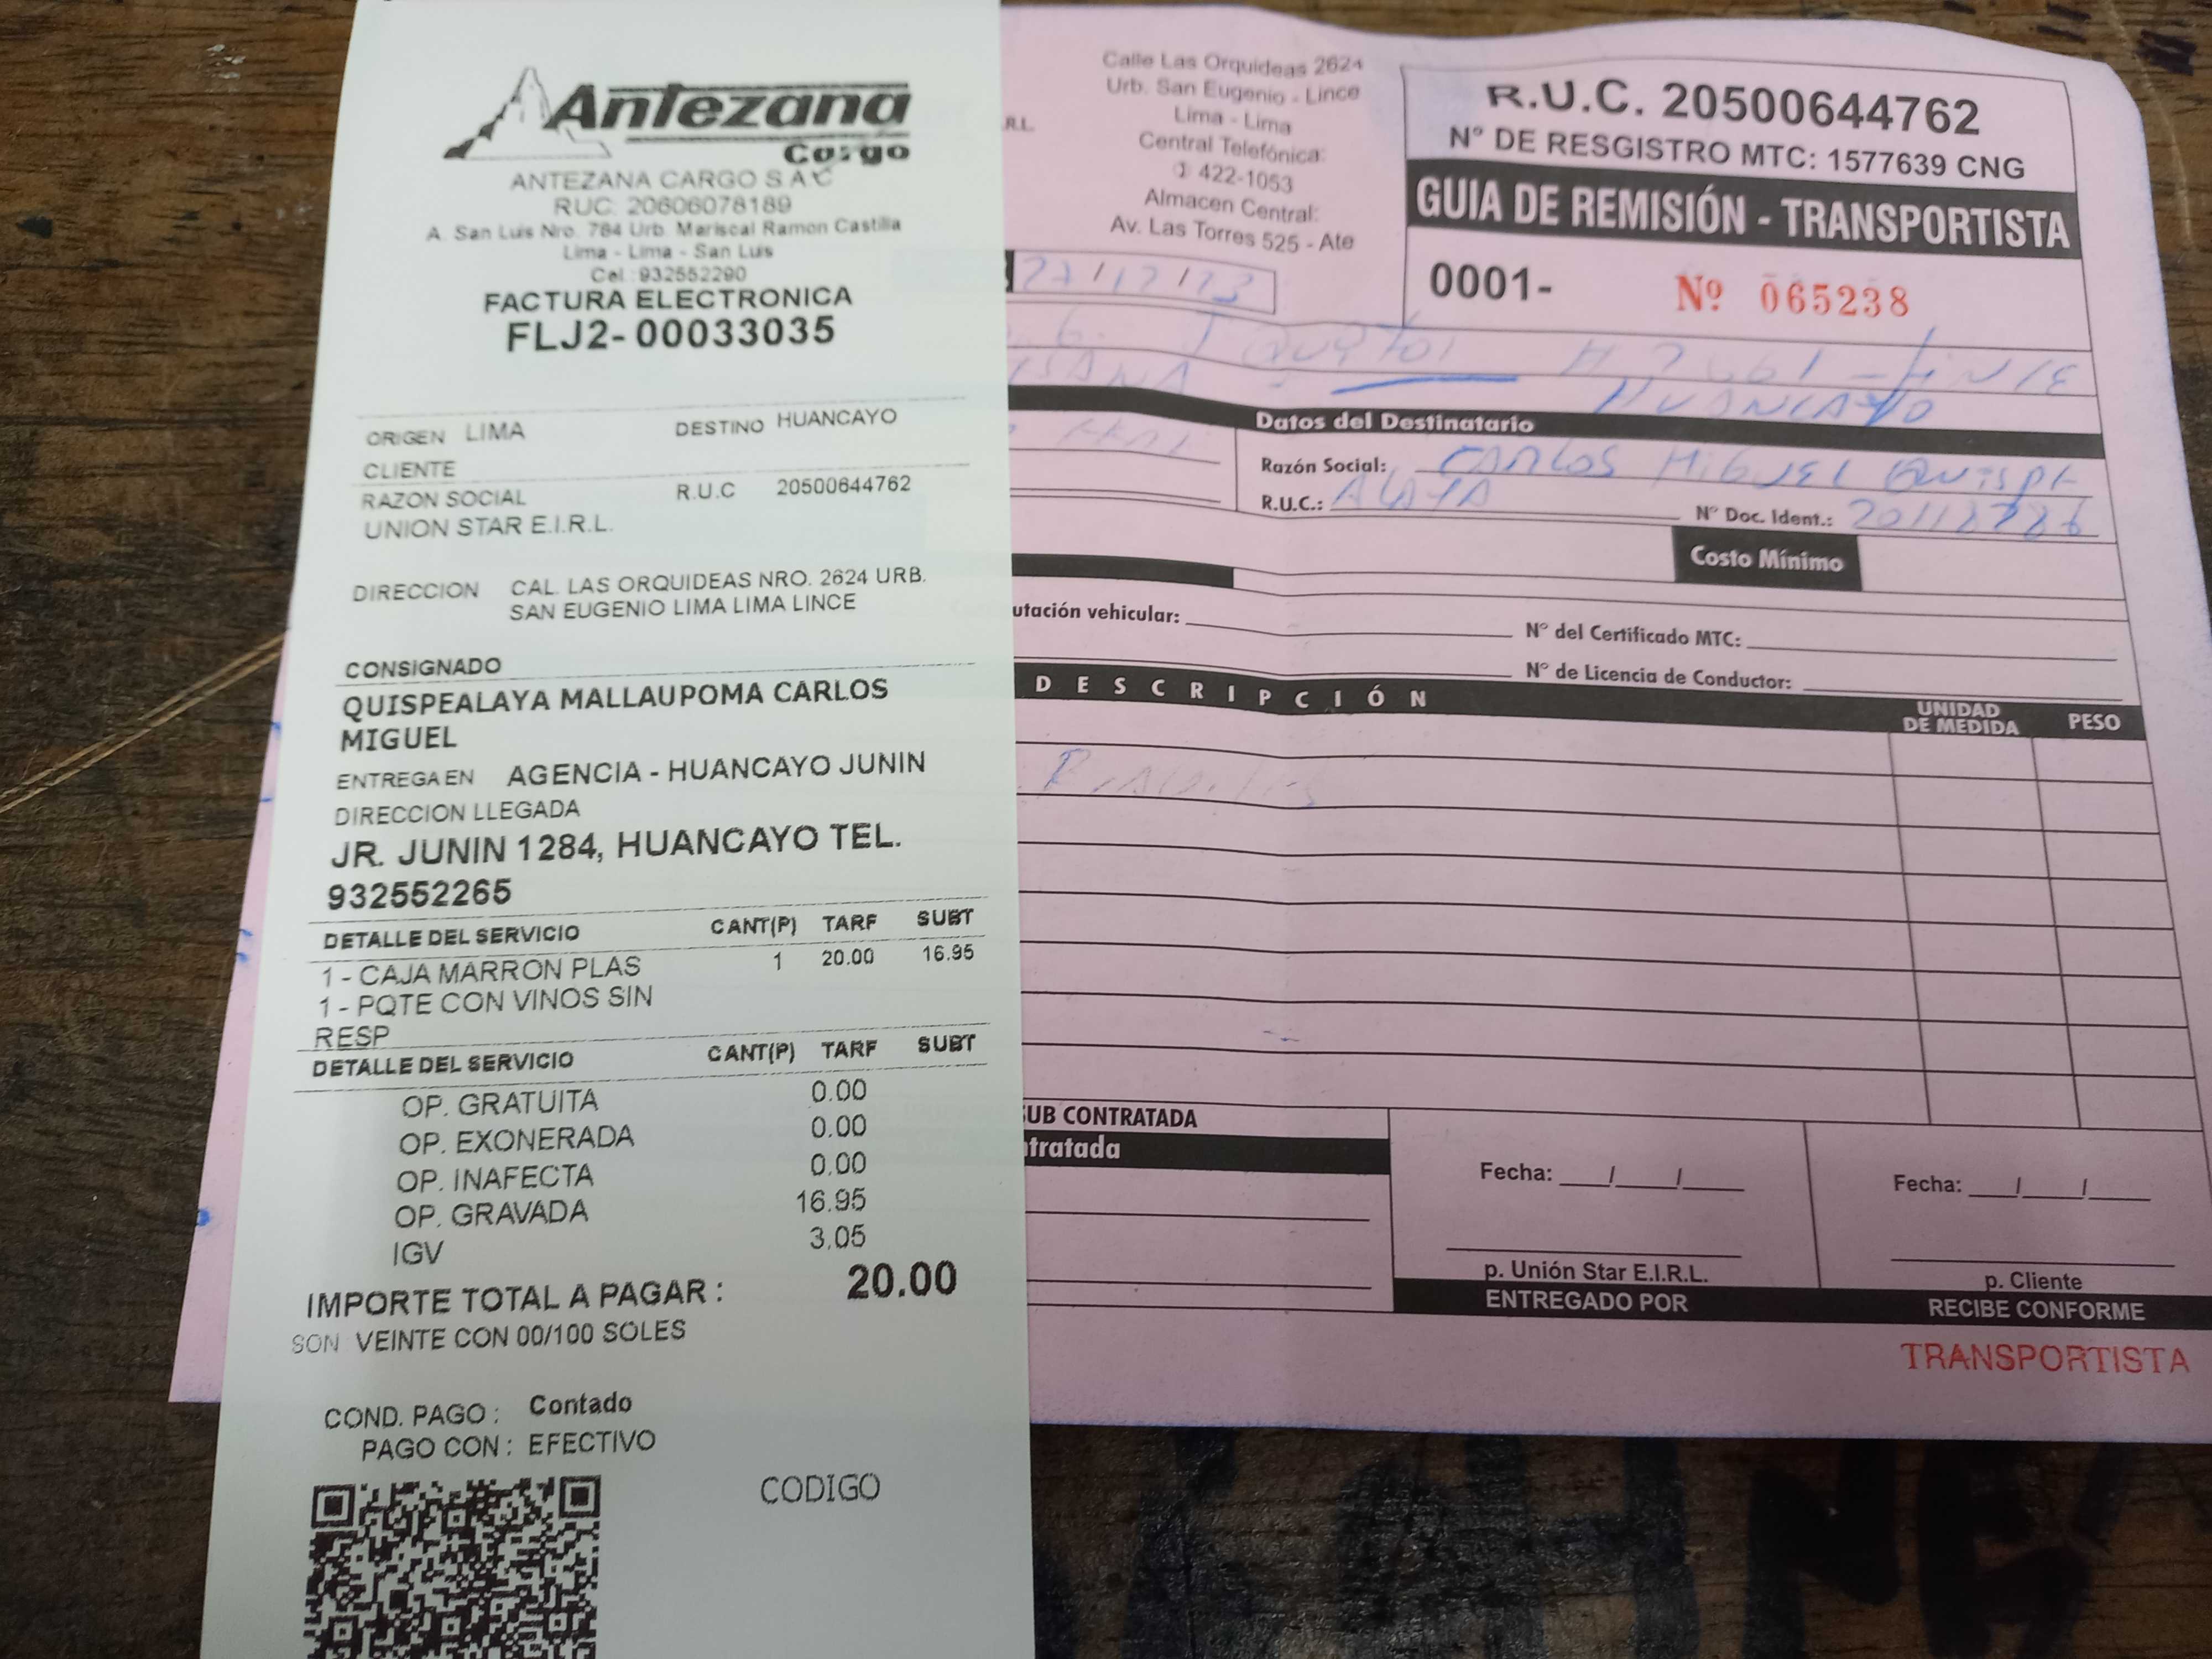 Antezana
Cargo
ANTEZANA CARGO S.A.C
RUC: 20606078189
A. San Luis Nro. 784 Urb. Mariscal Ramon Castilla
Lima - Lima - San Luis
Cel.:932552290
FACTURA ELECTRONICA
FLJ2- 00033035
ORIGEN LIMA DESTINO HUANCAYO
CLIENTE
RAZON SOCIAL R.U.C 20500644762
UNION STAR E.I.R.L.
DIRECCION CAL. LAS ORQUIDEAS NRO. 2624 URB.
SAN EUGENIO LIMA LIMA LINCE
CONSIGNADO
QUISPEALAYA MALLAUPOMA CARLOS
MIGUEL
ENTREGA EN AGENCIA - HUANCAYO JUNIN
DIRECCION LLEGADA
JR. JUNIN 1284, HUANCAYO TEL.
932552265
DETALLE DEL SERVICIO CANT(P) TARF SUBT
1 - CAJA MARRON PLAS 1 20.00 16.95
1 - PQTE CON VINOS SIN
RESP
DETALLE DEL SERVICIO CANT(P) TARF SUBT
OP. GRATUITA 0.00
OP. EXONERADA 0.00
OP. INAFECTA 0.00
OP. GRAVADA 16.95
IGV 3.05
IMPORTE TOTAL A PAGAR : 20.00
SON VEINTE CON 00/100 SOLES
COND. PAGO : Contado
PAGO CON : EFECTIVO
CODIGO
R.L.
Calle Las Orquideas 2624
Urb. San Eugenio - Lince
Lima - Lima
Central Telefónica:
422-1053
Almacen Central:
Av. Las Torres 525 - Ate
R.U.C. 20500644762
N° DE RESGISTRO MTC: 1577639 CNG
GUIA DE REMISIÓN - TRANSPORTISTA
0001- Nº 065238
HUANCAYO
Datos del Destinatario
Razón Social: CARLOS MIGUEL QUISPE
R.U.C.: ALAYA
N° Doc. Ident.: 20118786
Costo Mínimo
utación vehicular:
N° del Certificado MTC:
N° de Licencia de Conductor:
DESCRIPCIÓN UNIDAD DE MEDIDA PESO
UB CONTRATADA
tratada
Fecha: ___/___/___ Fecha: ___/___/___
p. Unión Star E.I.R.L. p. Cliente
ENTREGADO POR RECIBE CONFORME
TRANSPORTISTA